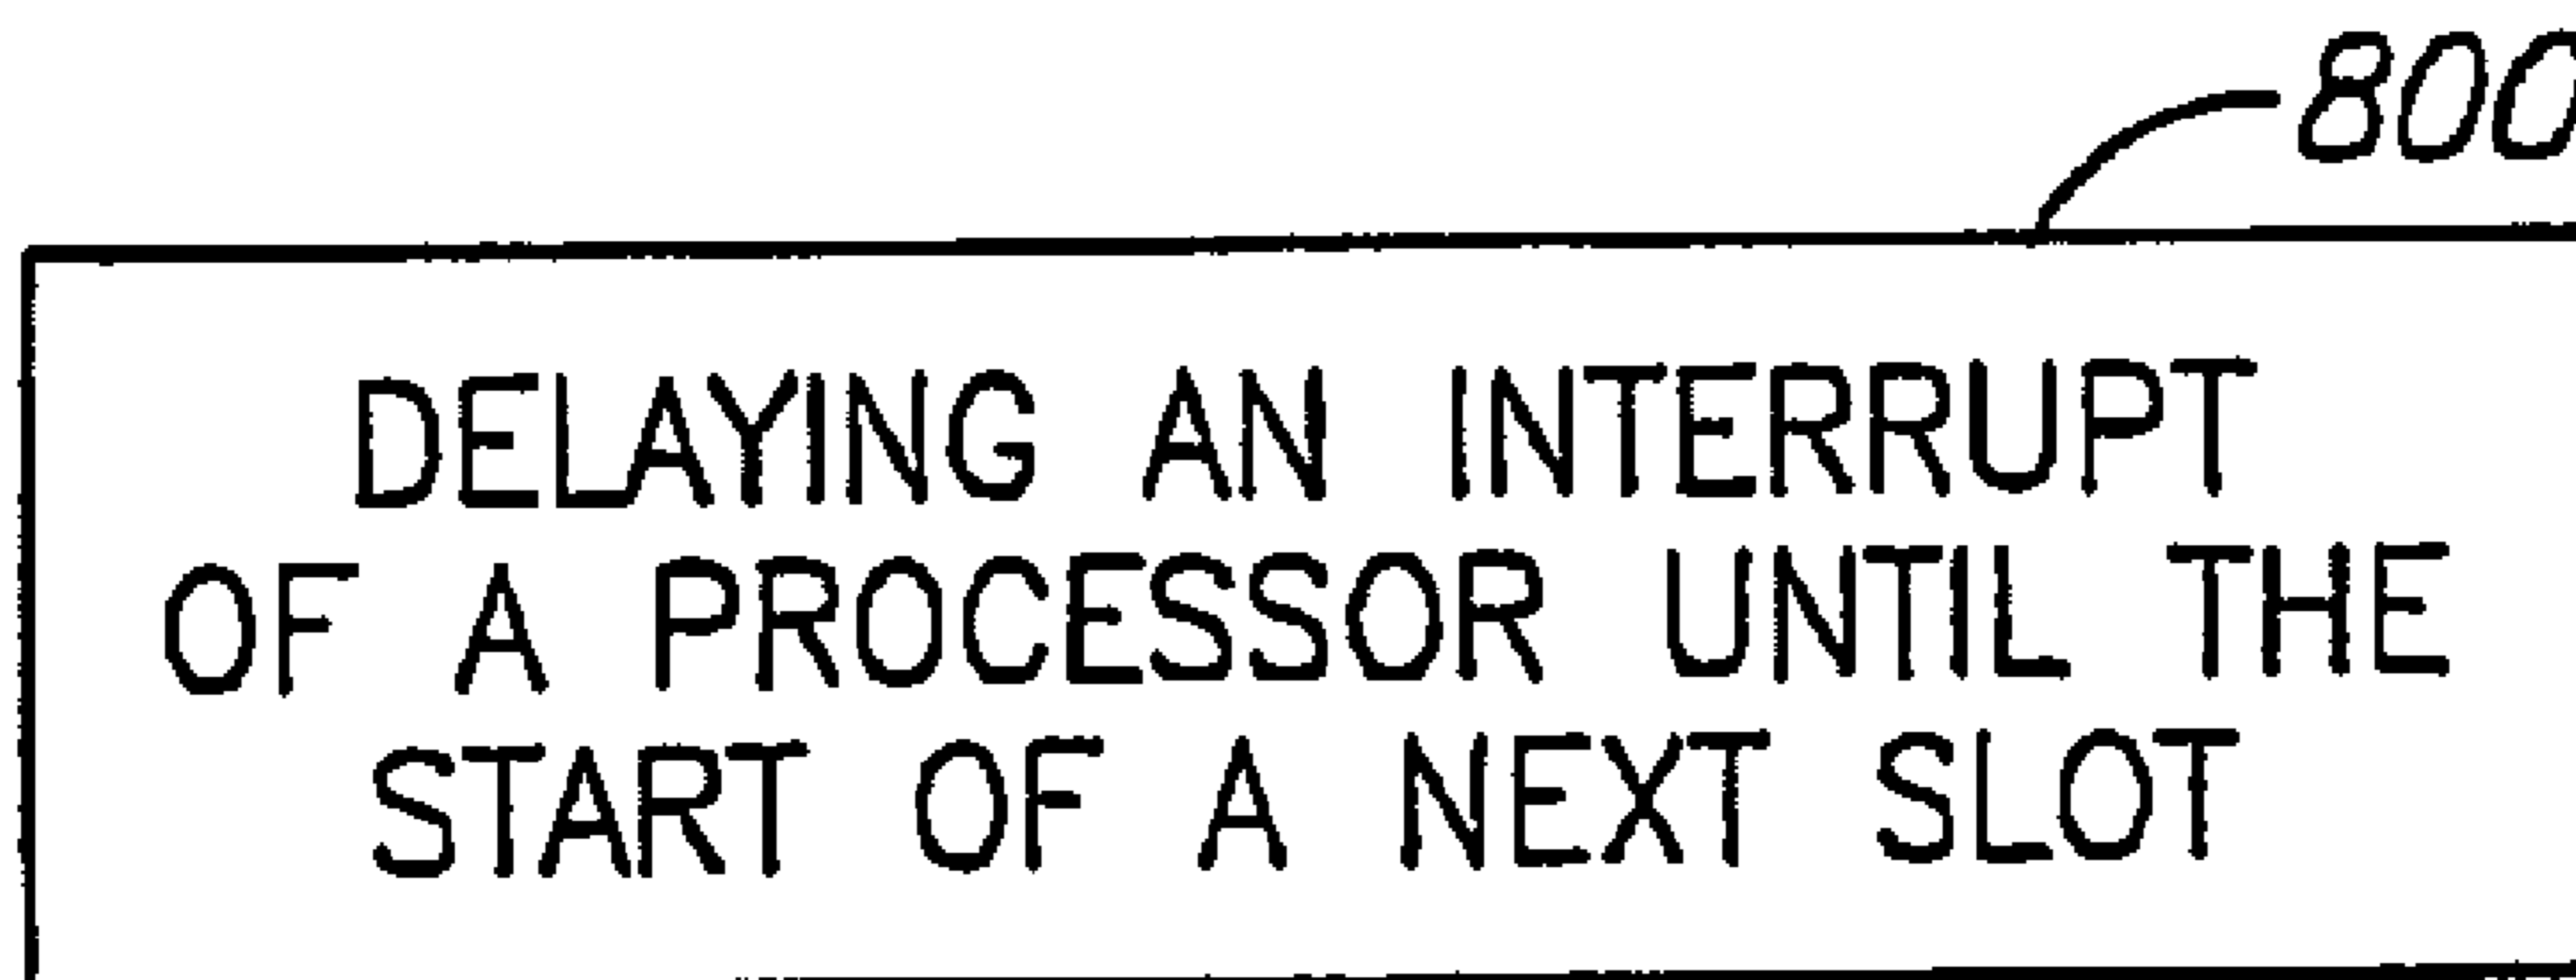 800
DELAYING AN INTERRUPT
OF A PROCESSOR UNTIL THE
START OF A NEXT SLOT